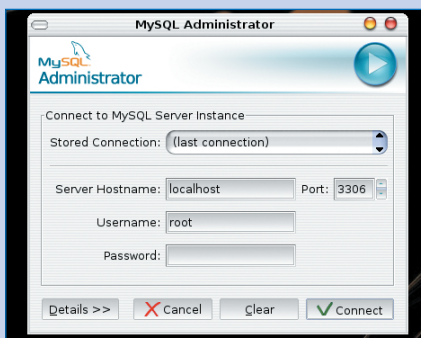 MySQL Administrator
MySQL
Administrator
Connect to MySQL Server Instance
Stored Connection: (last connection)
Server Hostname: localhost Port: 3306
Username: root
Password:
Details >> Cancel Clear Connect